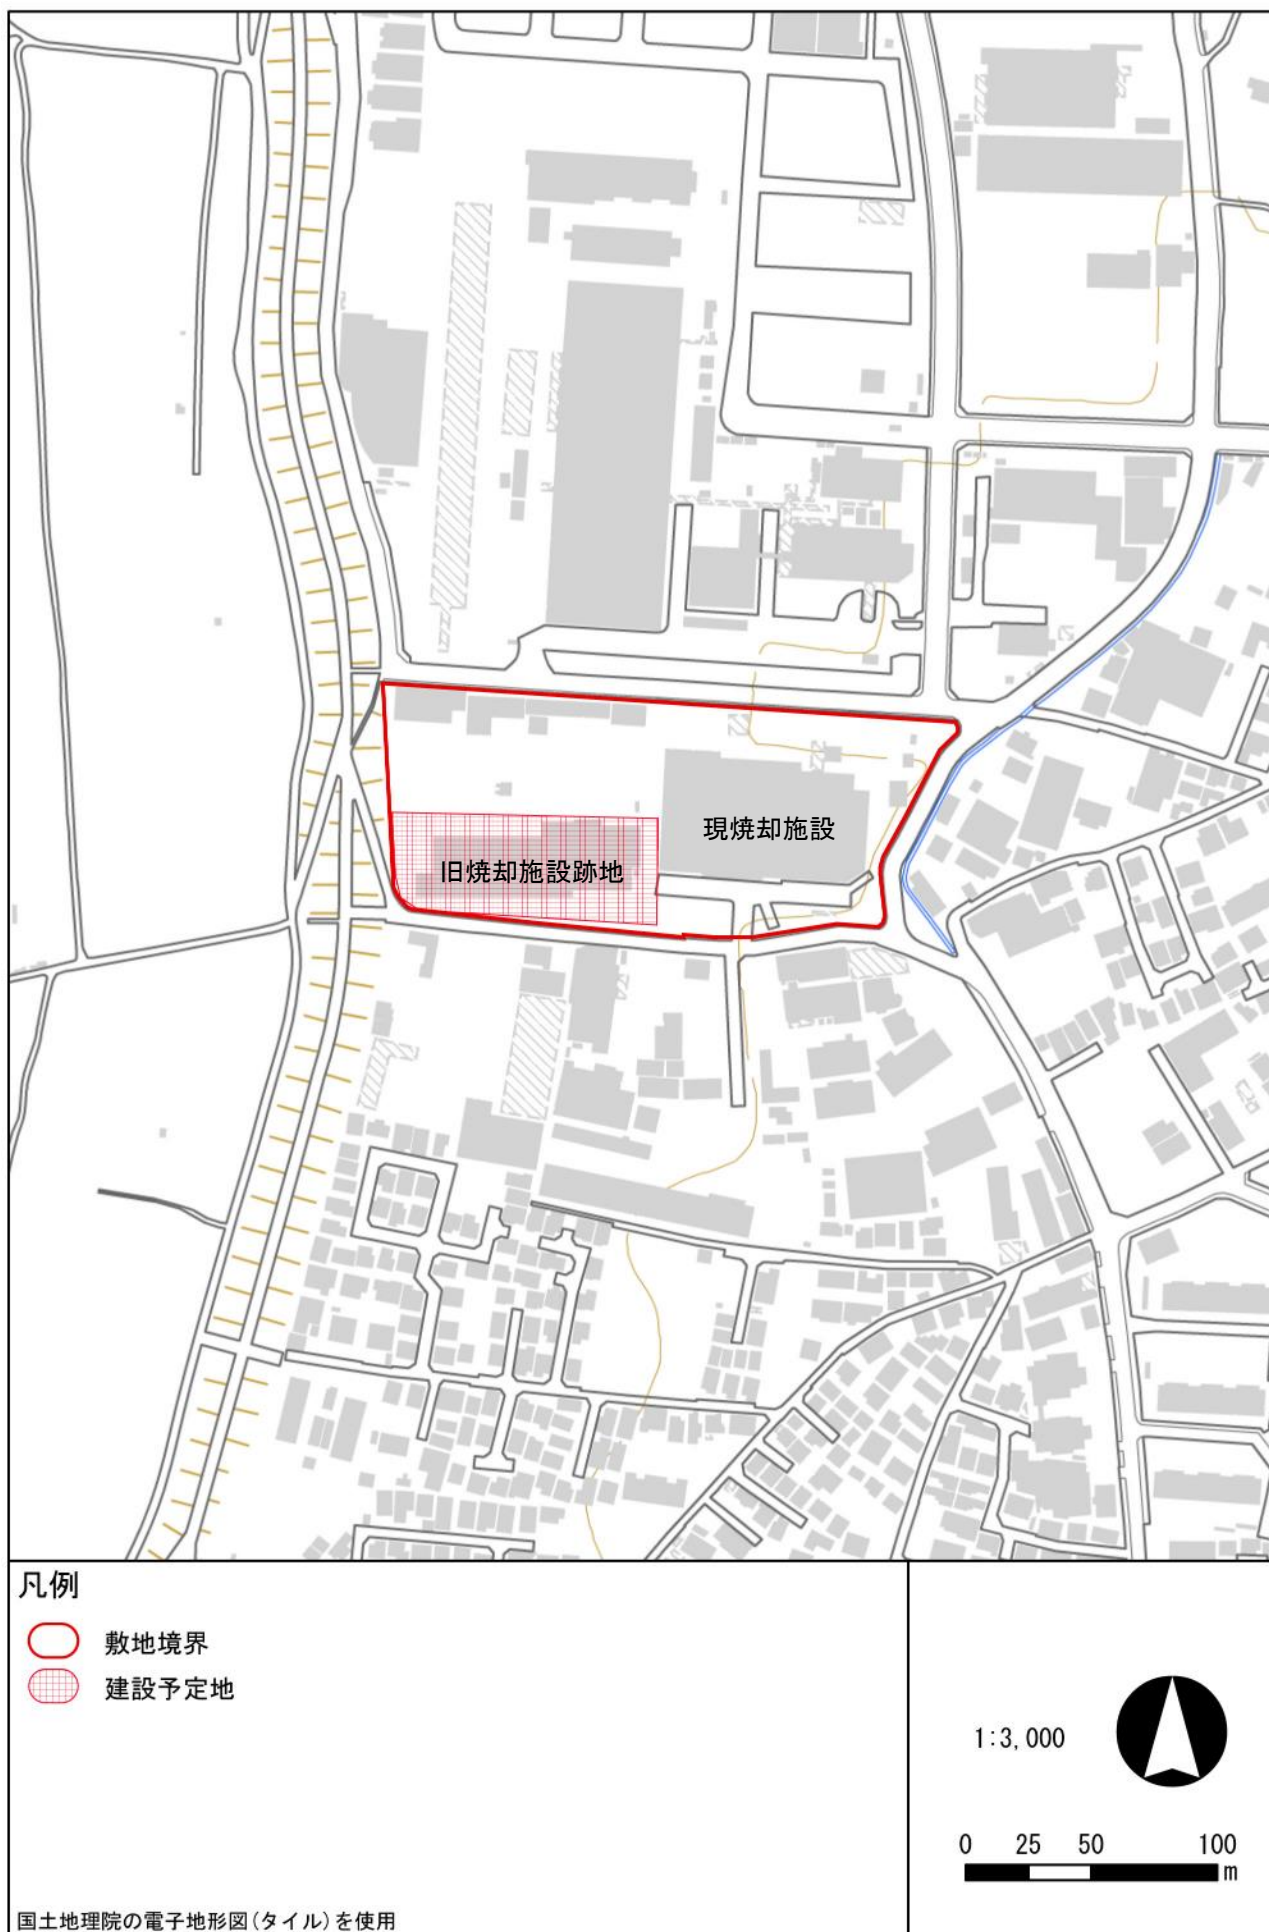 現焼却施設
旧焼却施設跡地
凡例
敷地境界
建設予定地
1:3,000
0 25 50 100
m
国土地理院の電子地形図(タイル)を使用